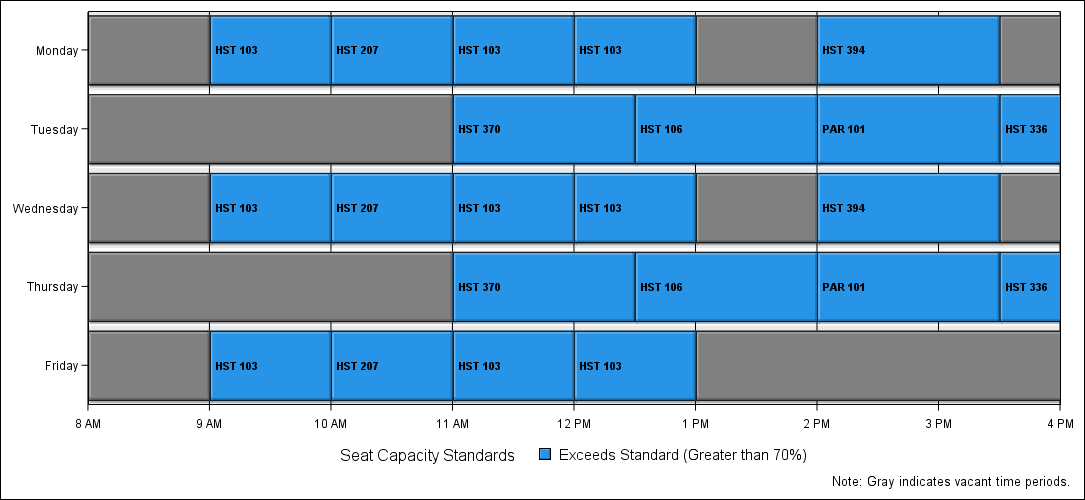 Monday HST 103 HST 207 HST 103 HST 103 HST 394
Tuesday HST 370 HST 106 PAR 101 HST 336
Wednesday HST 103 HST 207 HST 103 HST 103 HST 394
Thursday HST 370 HST 106 PAR 101 HST 336
Friday HST 103 HST 207 HST 103 HST 103
8 AM 9 AM 10 AM 11 AM 12 PM 1 PM 2 PM 3 PM 4 PM
Seat Capacity Standards Exceeds Standard (Greater than 70%)
Note: Gray indicates vacant time periods.